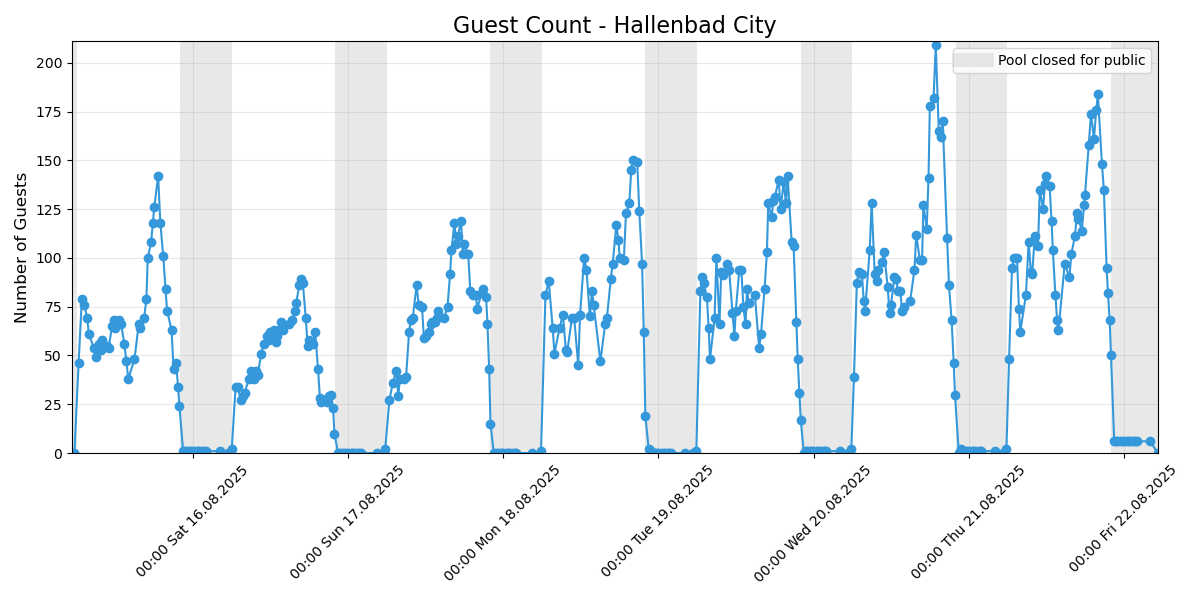 Guest Count - Hallenbad City
Pool closed for public
Number of Guests
200
175
150
125
100
75
50
25
0
00:00 Sat 16.08.2025
00:00 Sun 17.08.2025
00:00 Mon 18.08.2025
00:00 Tue 19.08.2025
00:00 Wed 20.08.2025
00:00 Thu 21.08.2025
00:00 Fri 22.08.2025